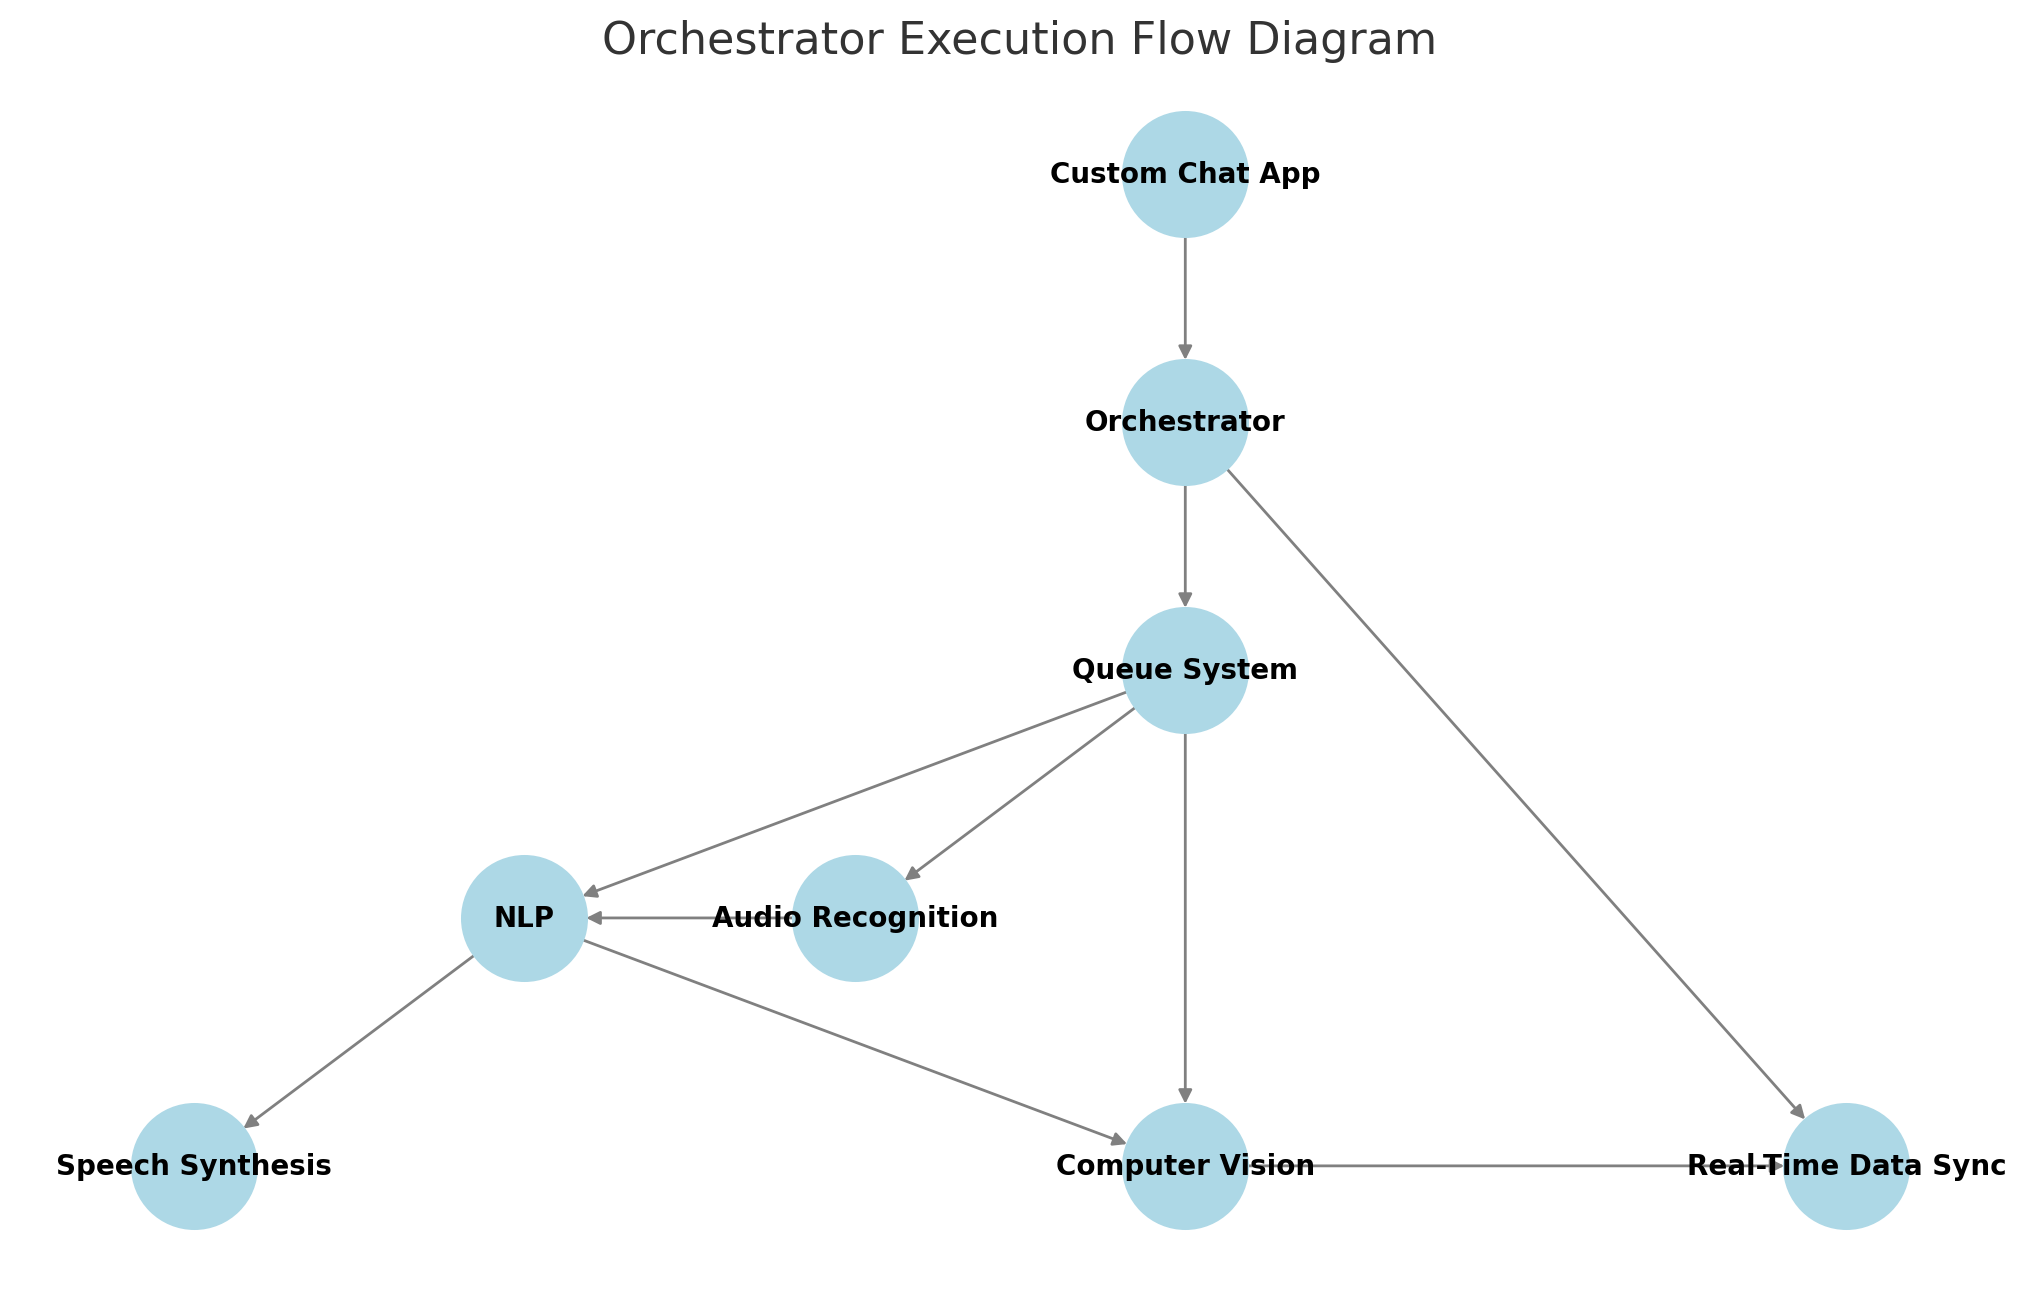 Orchestrator Execution Flow Diagram
Custom Chat App
Orchestrator
Queue System
NLP
Audio Recognition
Speech Synthesis
Computer Vision
Real-Time Data Sync